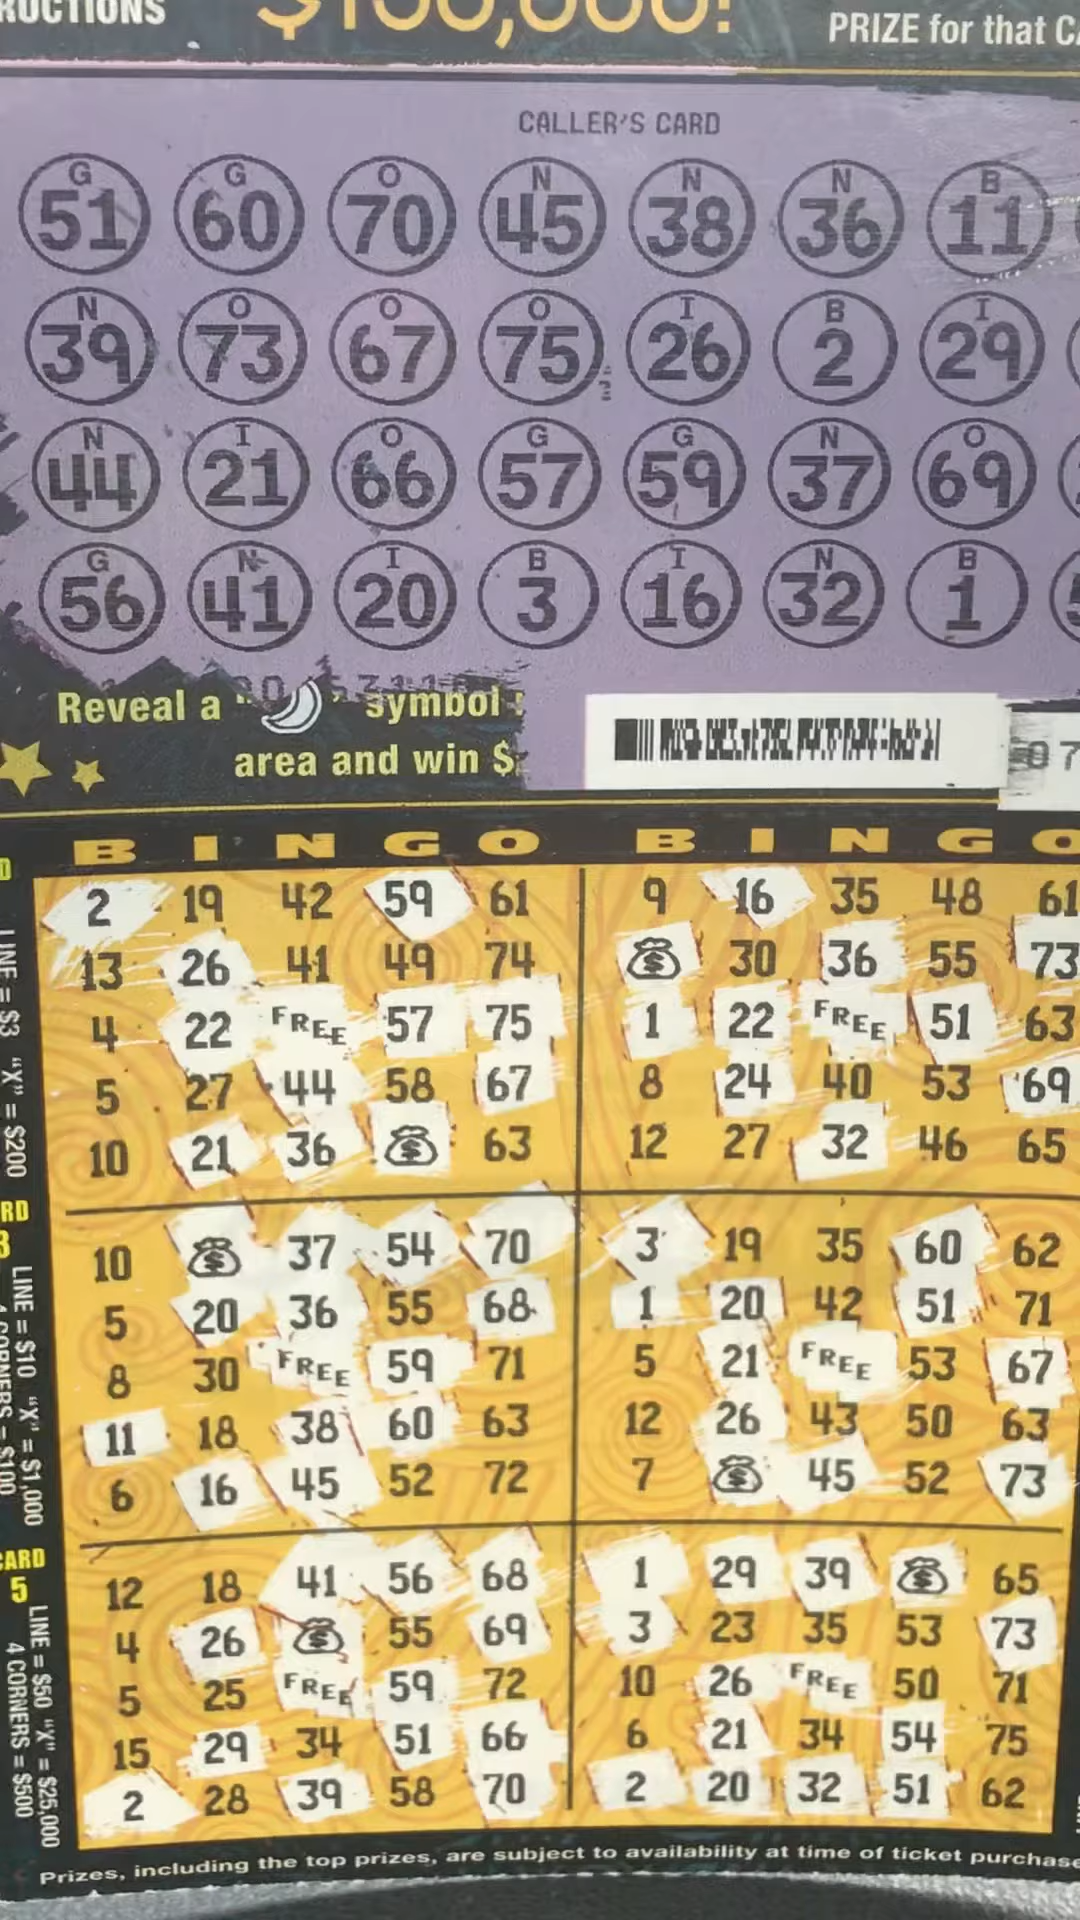 RUCTIONS $100,000! PRIZE for that CA
CALLER'S CARD
G G O N N N B
51 60 70 45 38 36 11
N O O O I B I
39 73 67 75 26 2 29
N I O G G N O
44 21 66 57 59 37 69
G N I B I N B
56 41 20 3 16 32 1
Reveal a " " symbol
area and win $
07
B I N G O B I N G O
2 19 42 59 61 9 16 35 48 61
13 26 41 49 74 $ 30 36 55 73
4 22 FREE 57 75 1 22 FREE 51 63
5 27 44 58 67 8 24 40 53 69
10 21 36 $ 63 12 27 32 46 65
10 $ 37 54 70 3 19 35 60 62
5 20 36 55 68 1 20 42 51 71
8 30 FREE 59 71 5 21 FREE 53 67
11 18 38 60 63 12 26 43 50 63
6 16 45 52 72 7 $ 45 52 73
12 18 41 56 68 1 29 39 $ 65
4 26 $ 55 69 3 23 35 53 73
5 25 FREE 59 72 10 26 FREE 50 71
15 29 34 51 66 6 21 34 54 75
2 28 39 58 70 2 20 32 51 62
LINE = $3 "X" = $200
RD
3
LINE = $10 "X" = $1,000
4 CORNERS = $100
CARD
5
LINE = $50 "X" = $25,000
4 CORNERS = $500
Prizes, including the top prizes, are subject to availability at time of ticket purchase